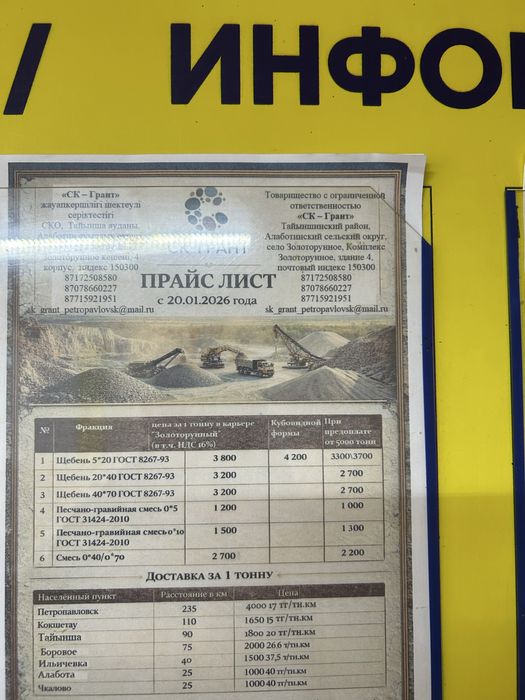 / ИНФО
«СК – Грант»
жауапкершілігі шектеулі
серіктестігі
СКО, Тайынша ауданы,
кенені, 4
корпус, индекс 150300
87172508580
87078660227
87715921951
sk_grant_petropavlovsk@mail.ru
СК ГРАНТ
Товарищество с ограниченной
ответственностью
«СК – Грант»
Тайыншинский район,
Алаботинский сельский округ,
село Золоторунное, Комплекс
Золоторунное, здание 4,
почтовый индекс 150300
87172508580
87078660227
87715921951
sk_grant_petropavlovsk@mail.ru
ПРАЙС ЛИСТ
с 20.01.2026 года
№ Фракция цена за 1 тонну в карьере "Золоторунный" (в т.ч. НДС 16%) Кубовидной формы При предоплате от 5000 тонн
1 Щебень 5*20 ГОСТ 8267-93 3 800 4 200 3300\3700
2 Щебень 20*40 ГОСТ 8267-93 3 200 2 700
3 Щебень 40*70 ГОСТ 8267-93 3 200 2 700
4 Песчано-гравийная смесь 0*5 ГОСТ 31424-2010 1 200 1 000
5 Песчано-гравийная смесь 0*10 ГОСТ 31424-2010 1 500 1 300
6 Смесь 0*40/0*70 2 700 2 200
Доставка за 1 тонну
Населённый пункт Расстояние в км Цена
Петропавловск 235 4000 17 тг/тн.км
Кокшетау 110 1650 15 тг/тн.км
Тайынша 90 1800 20 тг/тн.км
Боровое 75 2000 26.6 т/тн.км
Ильичевка 40 1500 37,5 т/тн.км
Алабота 25 1000 40 тг/тн.км
Чкалово 25 1000 40 тг/тн.км